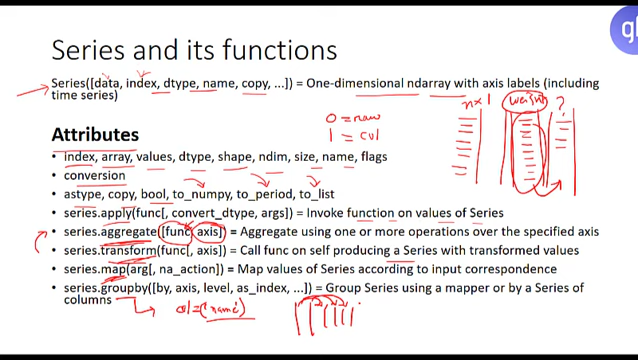 Series and its functions
Series([data, index, dtype, name, copy, ...]) = One-dimensional ndarray with axis labels (including
time series)
n×1
weight
?
0 = row
1 = col
Attributes
• index, array, values, dtype, shape, ndim, size, name, flags
• conversion
• astype, copy, bool, to_numpy, to_period, to_list
• series.apply(func[, convert_dtype, args]) = Invoke function on values of Series
• series.aggregate([func, axis]) = Aggregate using one or more operations over the specified axis
• series.transform(func[, axis]) = Call func on self producing a Series with transformed values
• series.map(arg[, na_action]) = Map values of Series according to input correspondence
• series.groupby([by, axis, level, as_index, ...]) = Group Series using a mapper or by a Series of
columns
col=('name')